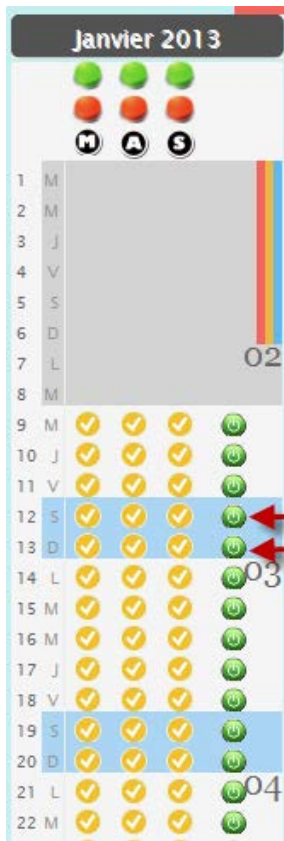 Janvier 2013
M A S
1 M
2 M
3 J
4 V
5 S
6 D
7 L 02
8 M
9 M
10 J
11 V
12 S
13 D
14 L 03
15 M
16 M
17 J
18 V
19 S
20 D
21 L 04
22 M